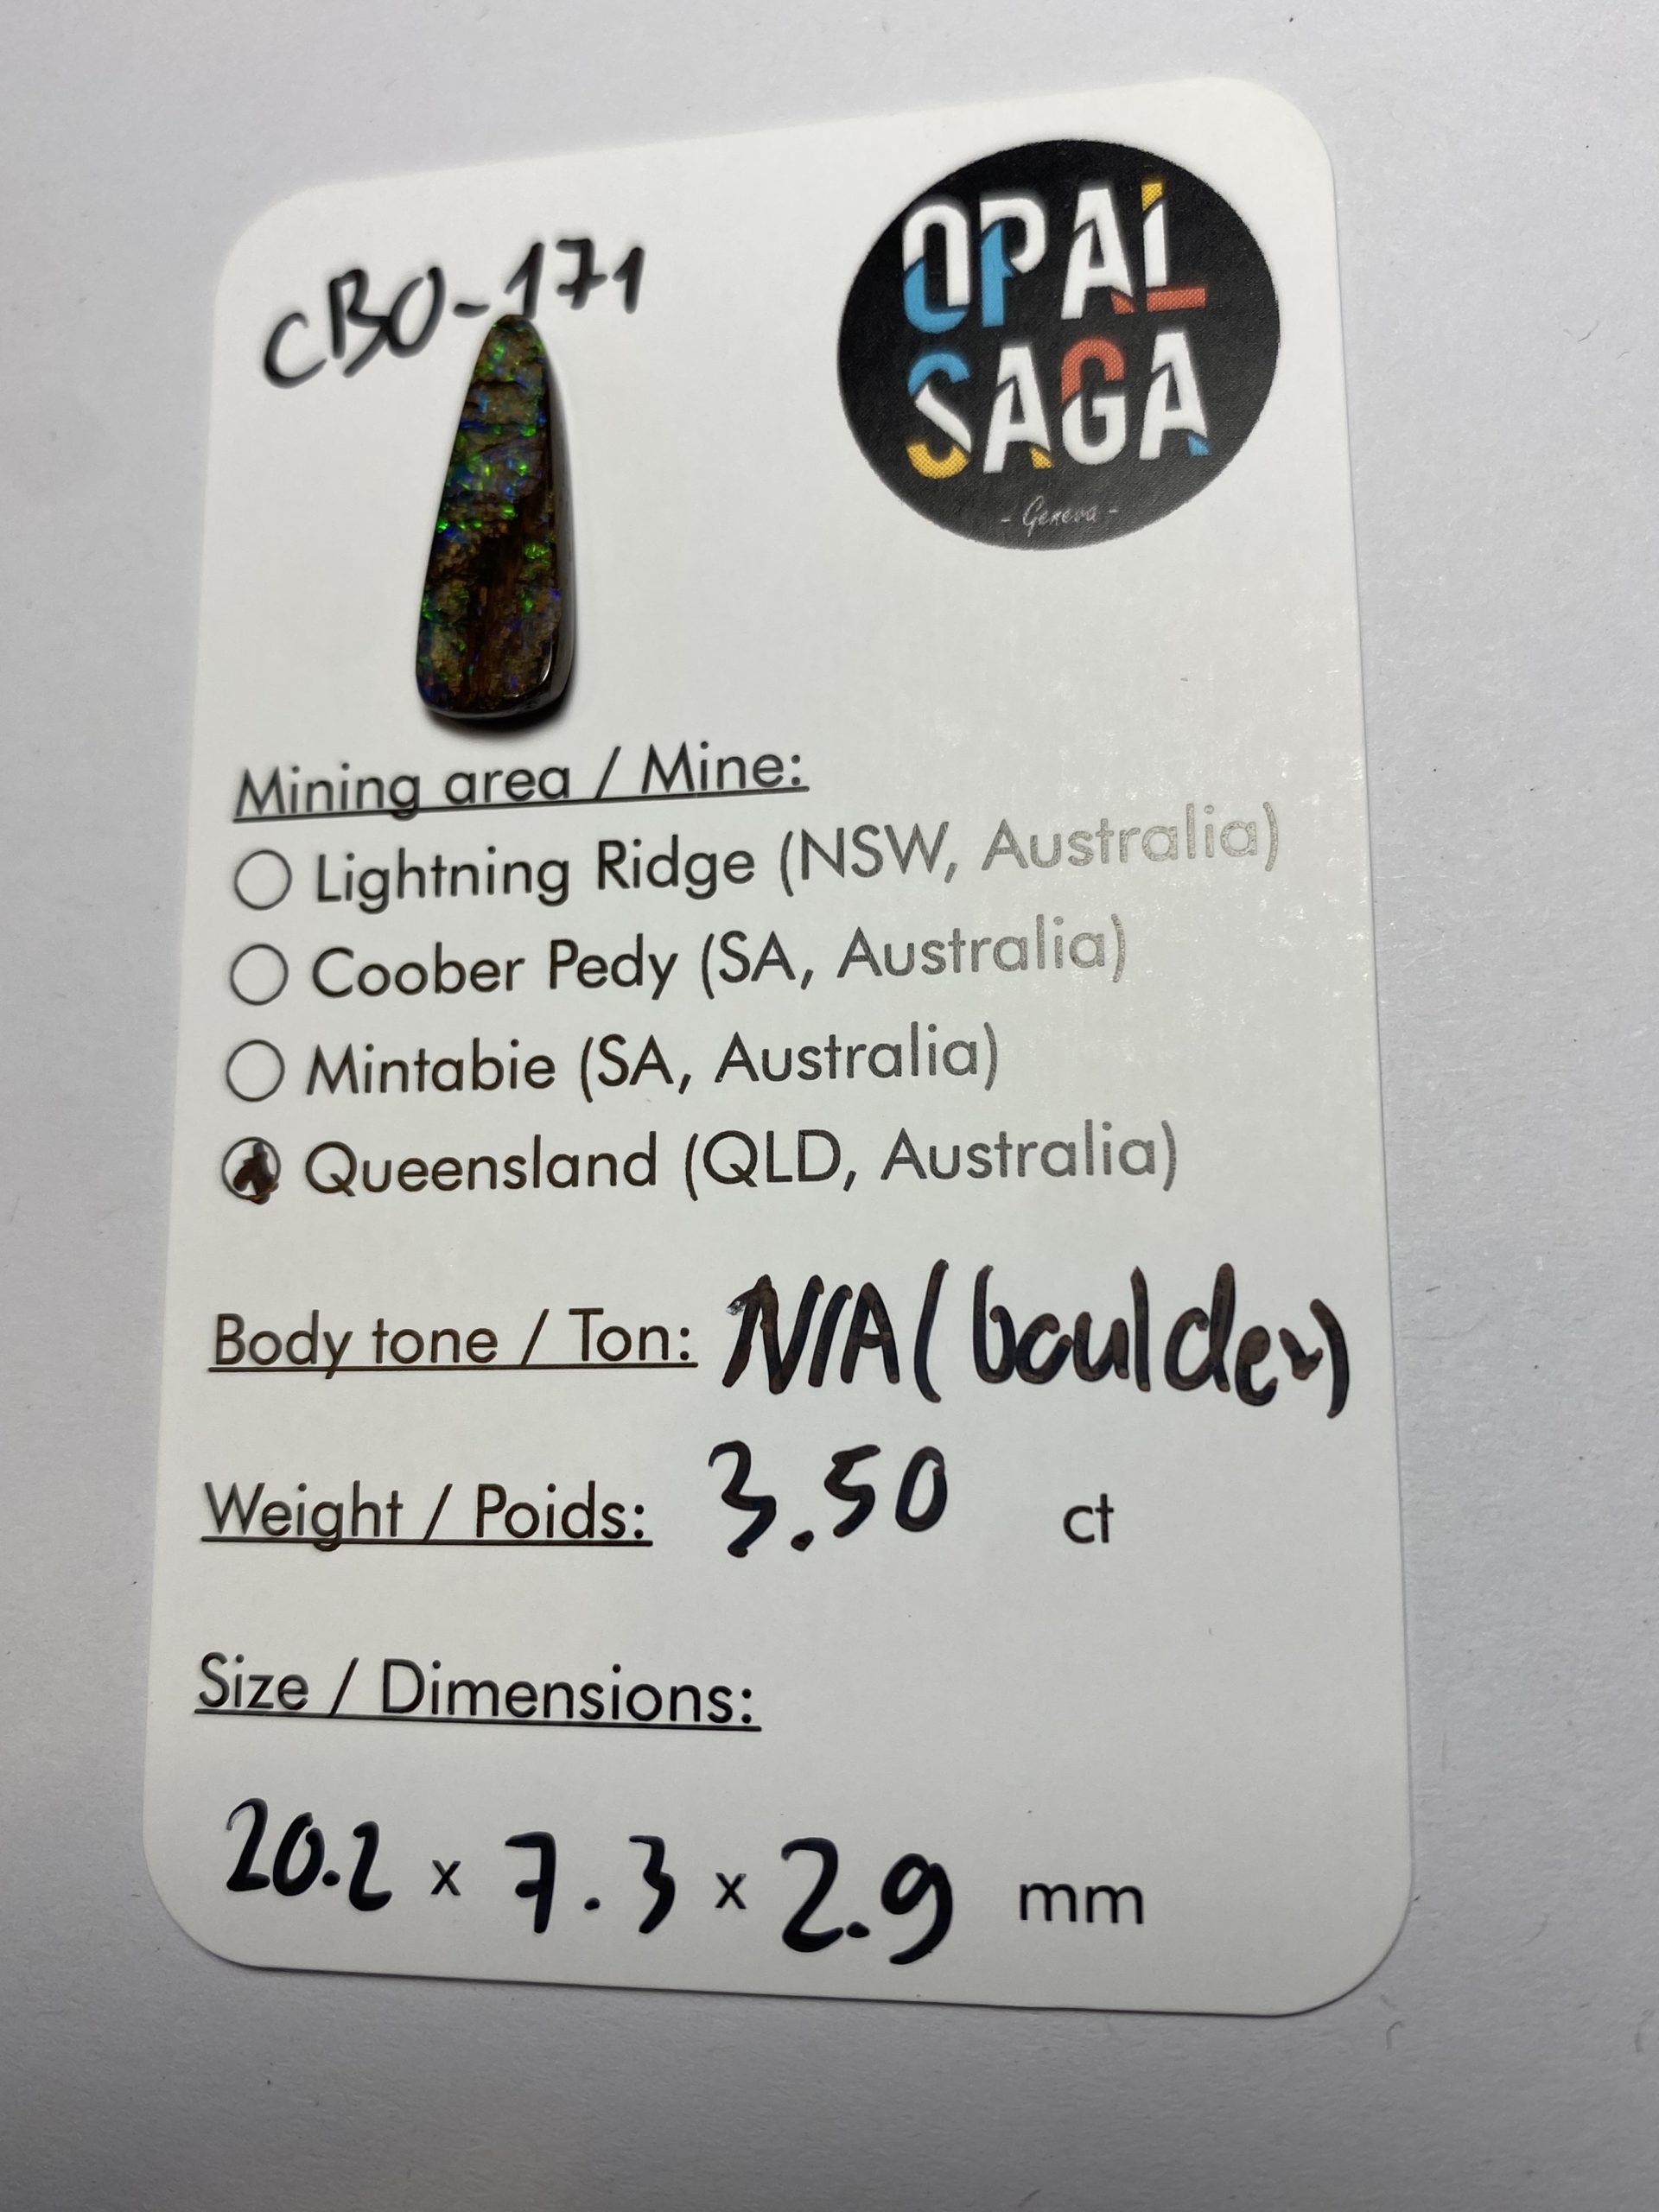 CBO-171
OPAL
SAGA
- Geneva -
Mining area / Mine:
Lightning Ridge (NSW, Australia)
Coober Pedy (SA, Australia)
Mintabie (SA, Australia)
Queensland (QLD, Australia)
Body tone / Ton: N/A (boulder)
Weight / Poids: 3.50 ct
Size / Dimensions:
20.2 x 7.3 x 2.9 mm